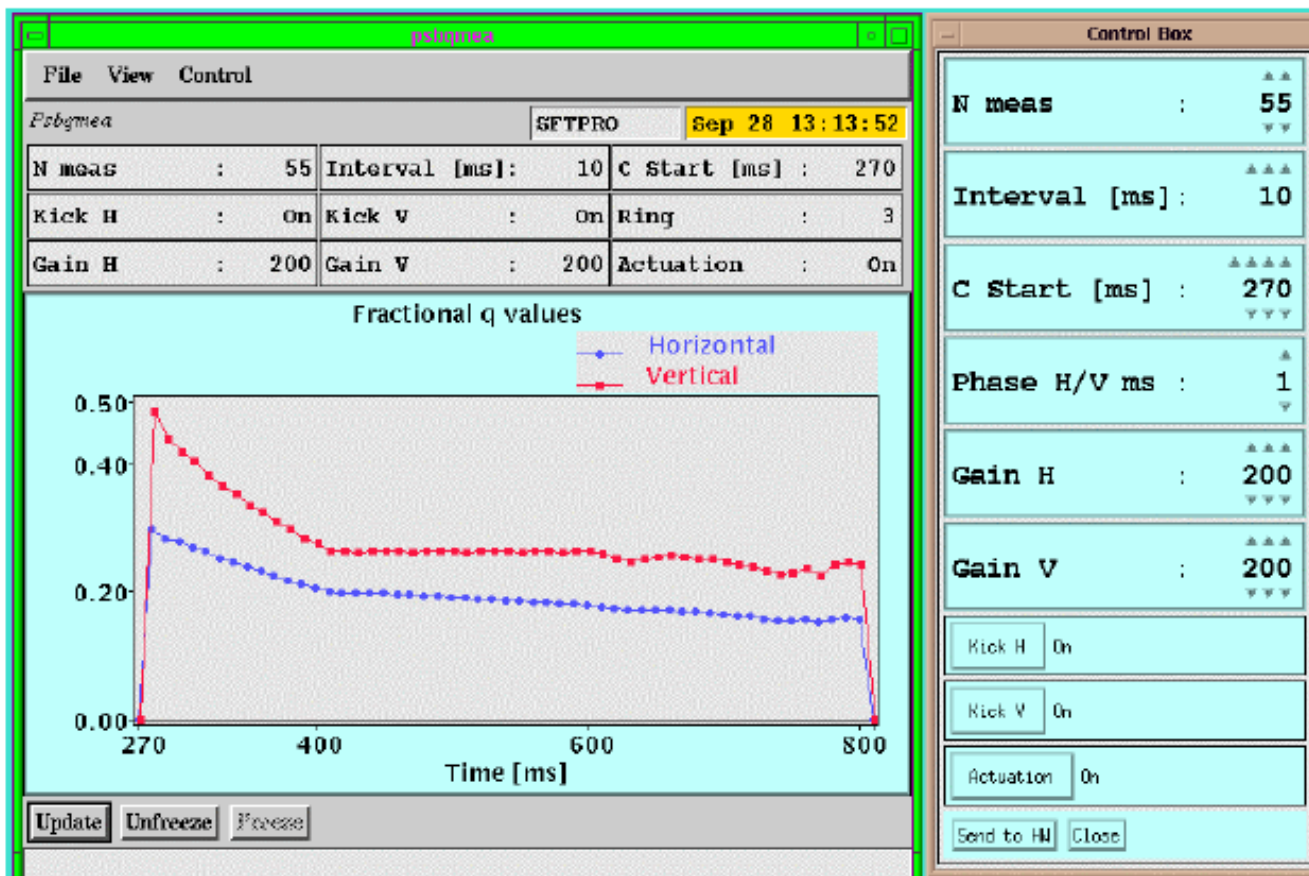 psbqmea
File View Control
Psbqmea SFTPRO Sep 28 13:13:52
N meas : 55 Interval [ms]: 10 C Start [ms] : 270
Kick H : On Kick V : On Ring : 3
Gain H : 200 Gain V : 200 Actuation : On
Fractional q values
Horizontal
Vertical
0.50
0.40
0.20
0.00
270 400 600 800
Time [ms]
Update Unfreeze Freeze
Control Box
N meas : 55
Interval [ms]: 10
C Start [ms] : 270
Phase H/V ms : 1
Gain H : 200
Gain V : 200
Kick H On
Kick V On
Actuation On
Send to HW Close